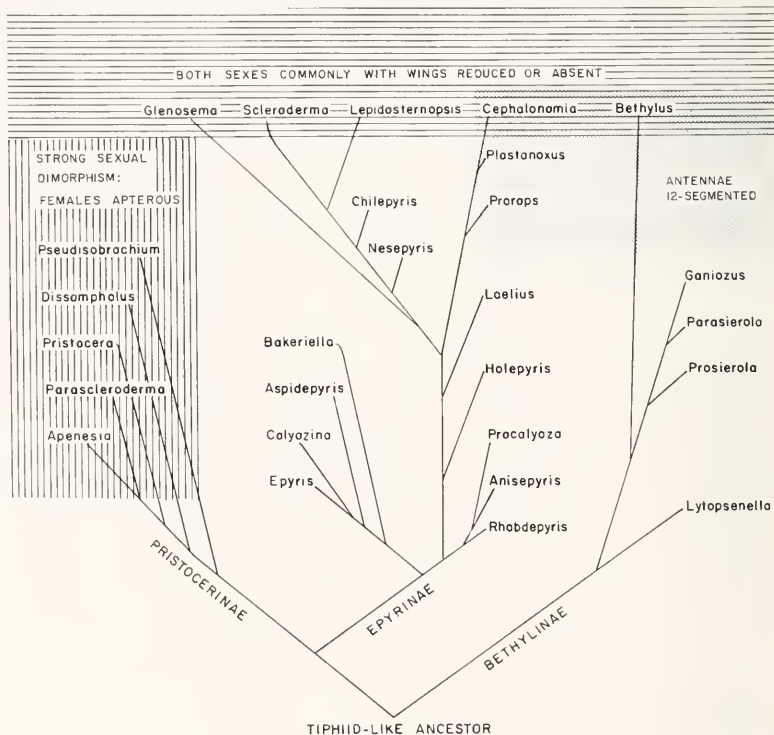 BOTH SEXES COMMONLY WITH WINGS REDUCED OR ABSENT
Glenosema Scleroderma Lepidosternopsis Cephalonomia Bethylus
STRONG SEXUAL
DIMORPHISM:
FEMALES APTEROUS
Plastanoxus
ANTENNAE
12-SEGMENTED
Chilepyris
Prorops
Pseudisobrachium
Nesepyris
Goniozus
Dissompholus
Laelius
Parasierola
Pristocera
Bakeriella
Holepyris
Prosierola
Parascleroderma
Aspidepyris
Apenesia
Calyozina
Procalyoza
Epyris
Anisepyris
Rhabdepyris
Lytopsenella
PRISTOCERINAE
EPYRINAE
BETHYLINAE
TIPHIID-LIKE ANCESTOR